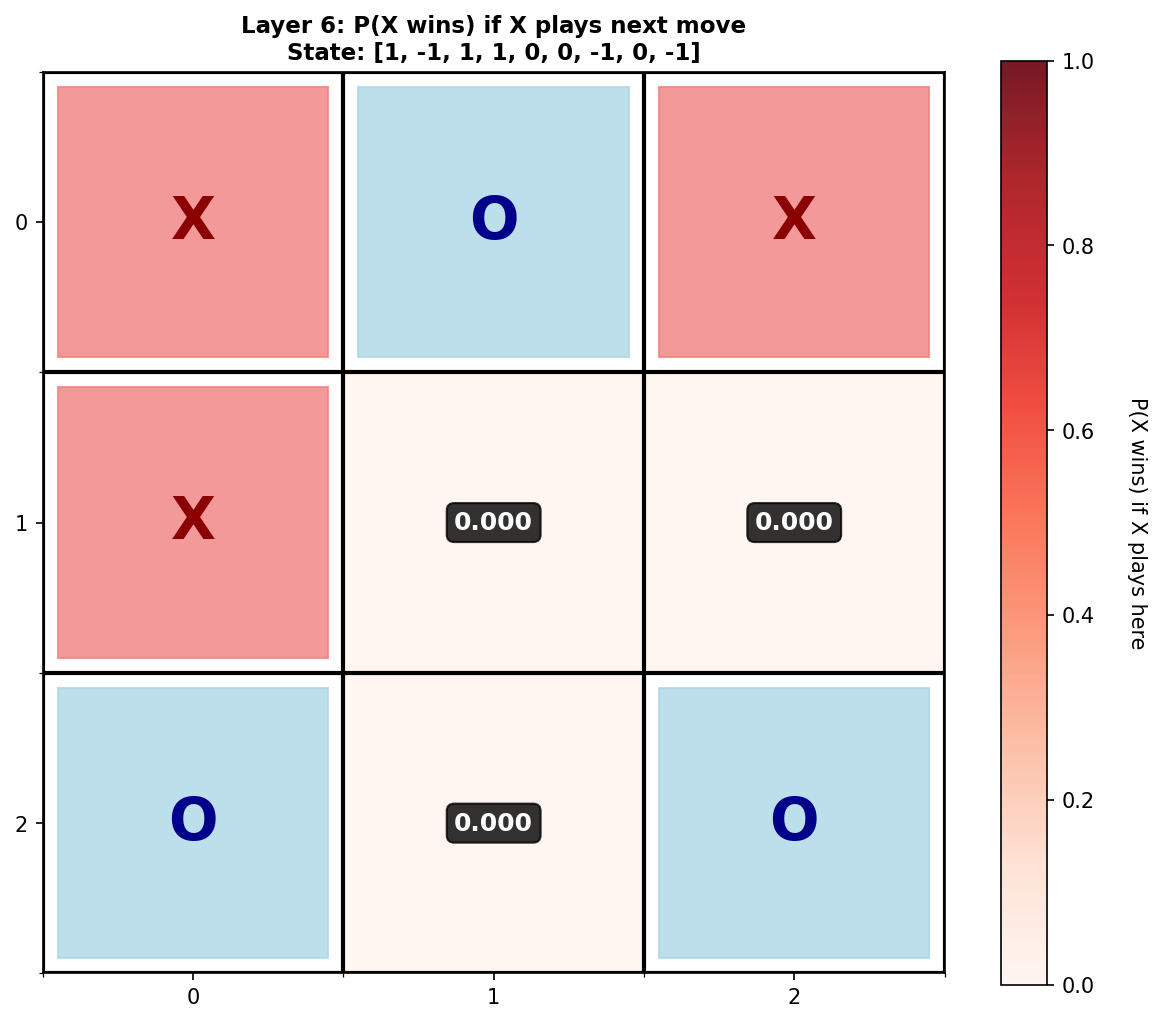 Layer 6: P(X wins) if X plays next move
State: [1, -1, 1, 1, 0, 0, -1, 0, -1]
1.0
X O X
0
0.8
0.6
P(X wins) if X plays here
X 0.000 0.000
1
0.4
0.2
O 0.000 O
2
0.0
0 1 2